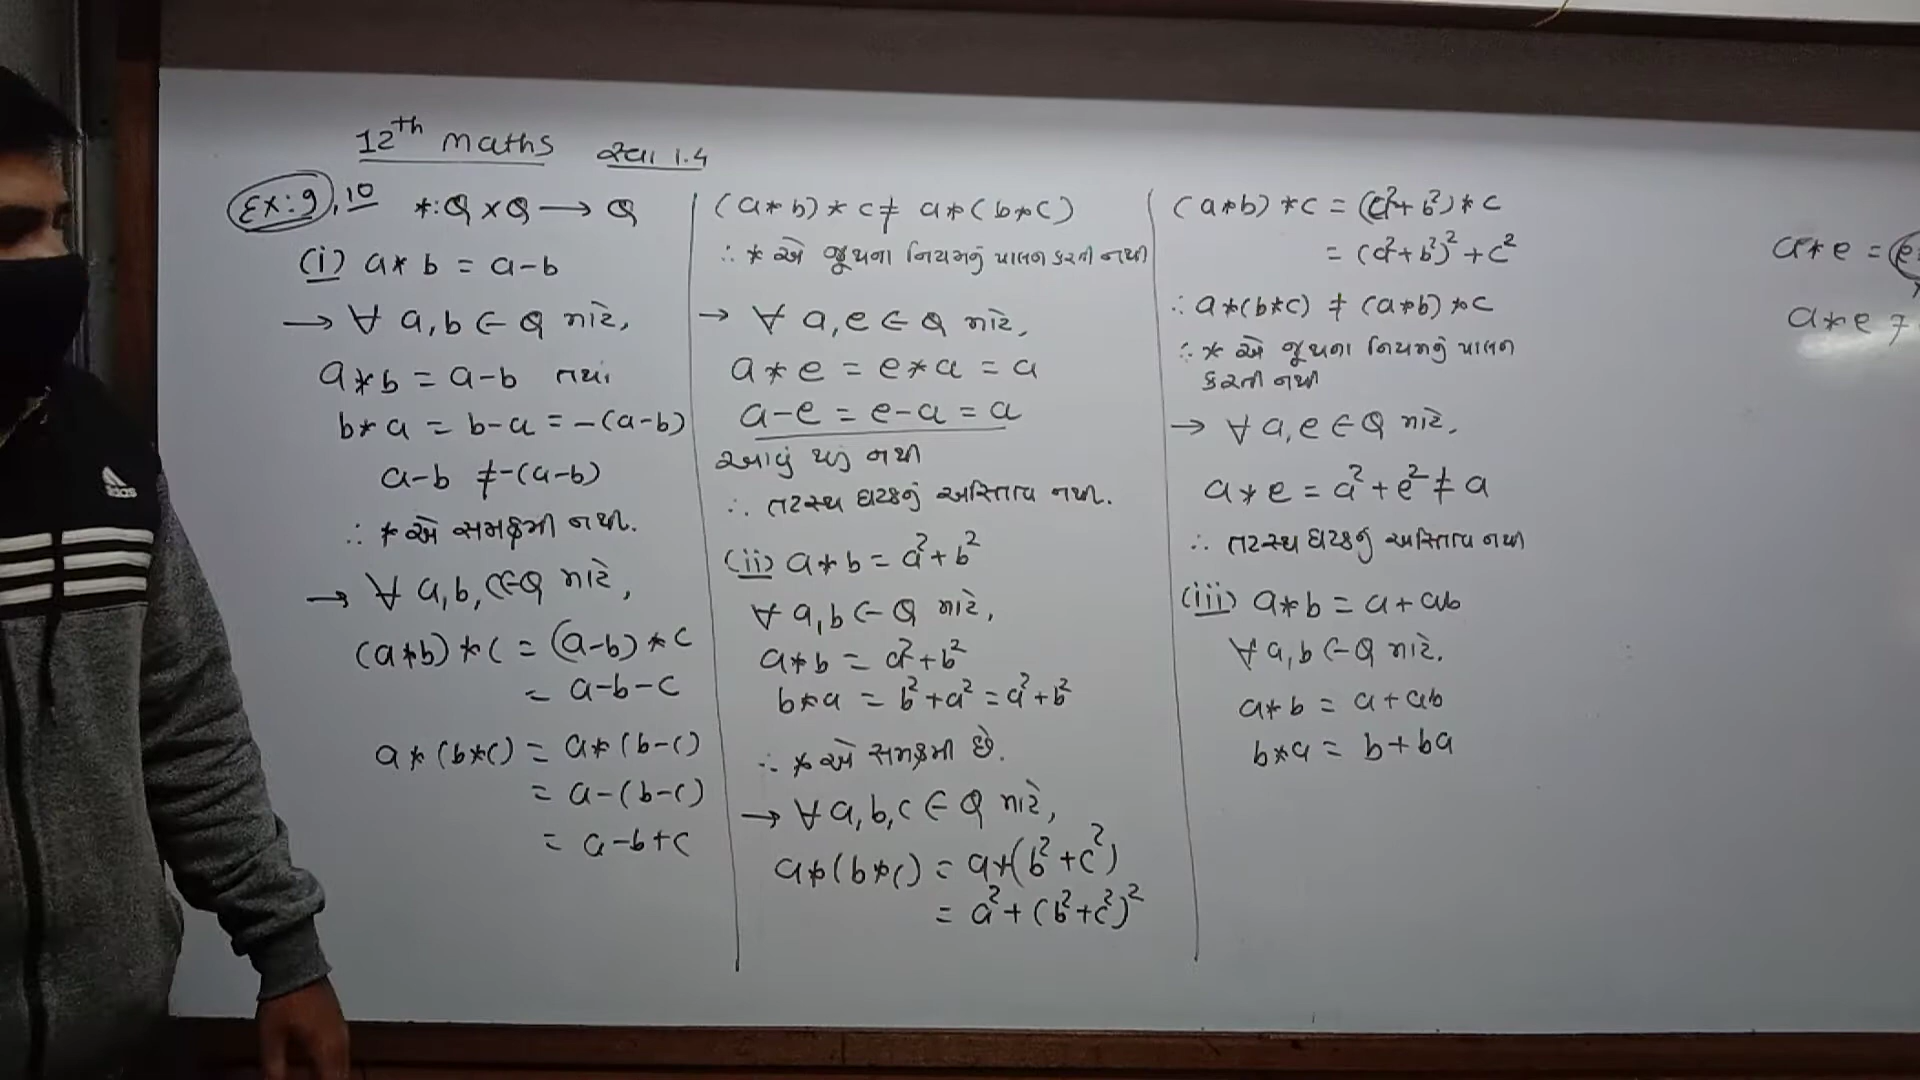 12th maths સ્વા 1.4
Ex: 9, 10 *: Q × Q → Q
(i) a * b = a - b
→ ∀ a, b ∈ Q માટે,
a * b = a - b તથા
b * a = b - a = -(a - b)
a - b ≠ -(a - b)
∴ * એ સમક્રમી નથી.
→ ∀ a, b, c ∈ Q માટે,
(a * b) * c = (a - b) * c
= a - b - c
a * (b * c) = a * (b - c)
= a - (b - c)
= a - b + c
(a * b) * c ≠ a * (b * c)
∴ * એ જૂથના નિયમનું પાલન કરતી નથી
→ ∀ a, e ∈ Q માટે,
a * e = e * a = a
a - e = e - a = a
આવું થતું નથી
∴ તટસ્થ ઘટકનું અસ્તિત્વ નથી.
(ii) a * b = a² + b²
∀ a, b ∈ Q માટે,
a * b = a² + b²
b * a = b² + a² = a² + b²
∴ * એ સમક્રમી છે.
→ ∀ a, b, c ∈ Q માટે,
a * (b * c) = a * (b² + c²)
= a² + (b² + c²)²
(a * b) * c = (a² + b²) * c
= (a² + b²)² + c²
∴ a * (b * c) ≠ (a * b) * c
∴ * એ જૂથના નિયમનું પાલન
કરતી નથી
→ ∀ a, e ∈ Q માટે,
a * e = a² + e² ≠ a
∴ તટસ્થ ઘટકનું અસ્તિત્વ નથી
(iii) a * b = a + ab
∀ a, b ∈ Q માટે,
a * b = a + ab
b * a = b + ba
a * e = e
a * e ≠
adidas